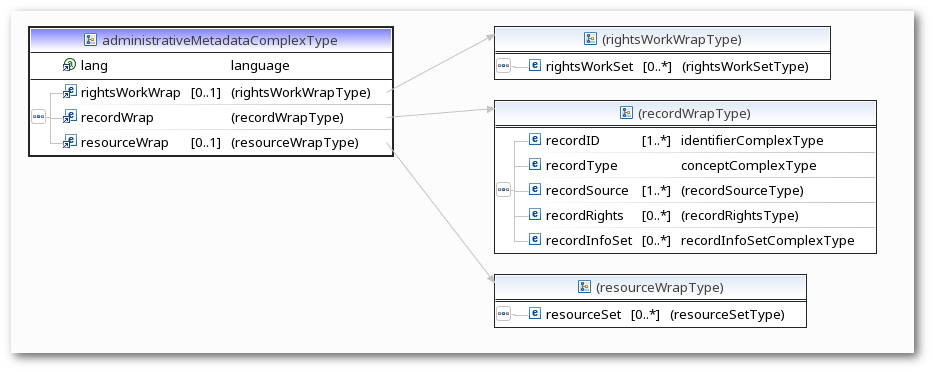 administrativeMetadataComplexType
lang language
rightsWorkWrap [0..1] (rightsWorkWrapType)
recordWrap (recordWrapType)
resourceWrap [0..1] (resourceWrapType)
(rightsWorkWrapType)
rightsWorkSet [0..*] (rightsWorkSetType)
(recordWrapType)
recordID [1..*] identifierComplexType
recordType conceptComplexType
recordSource [1..*] (recordSourceType)
recordRights [0..*] (recordRightsType)
recordInfoSet [0..*] recordInfoSetComplexType
(resourceWrapType)
resourceSet [0..*] (resourceSetType)